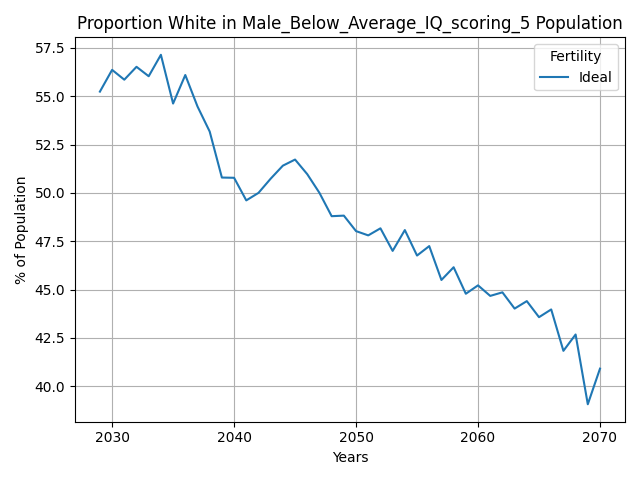 Proportion White in Male_Below_Average_IQ_scoring_5 Population
Fertility
Ideal
57.5
55.0
52.5
50.0
47.5
45.0
42.5
40.0
% of Population
2030 2040 2050 2060 2070
Years